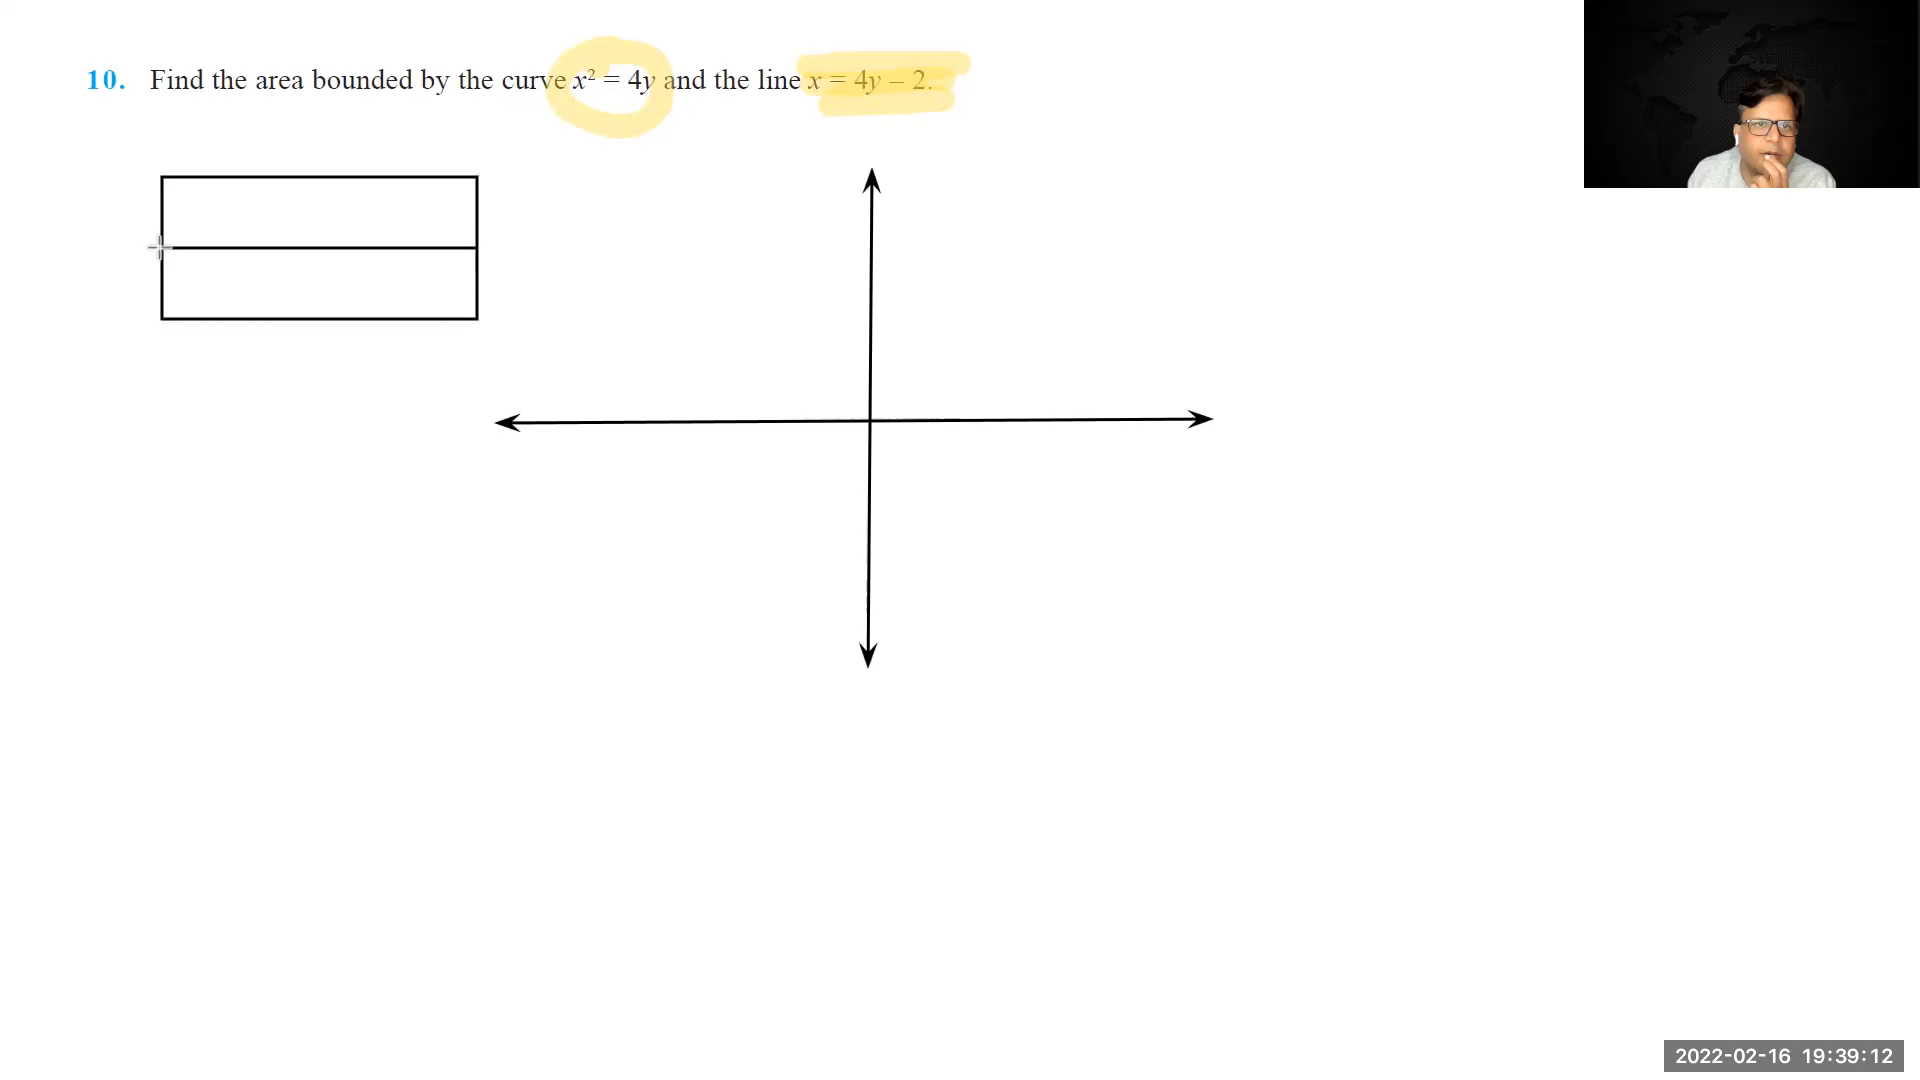 10. Find the area bounded by the curve x² = 4y and the line x = 4y – 2.
2022-02-16 19:39:12